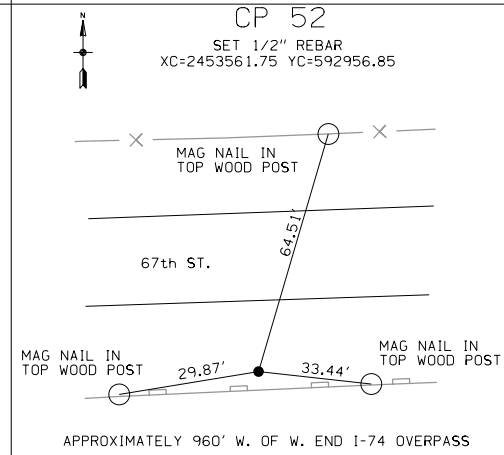 CP 52
N
SET 1/2" REBAR
XC=2453561.75 YC=592956.85
MAG NAIL IN
TOP WOOD POST
64.51'
67th ST.
MAG NAIL IN
TOP WOOD POST
29.87'
33.44'
MAG NAIL IN
TOP WOOD POST
APPROXIMATELY 960' W. OF W. END I-74 OVERPASS